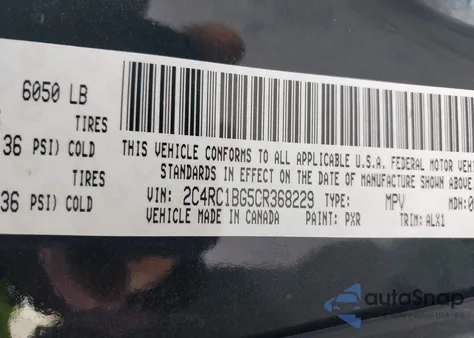 6050 LB
TIRES
36 PSI) COLD
THIS VEHICLE CONFORMS TO ALL APPLICABLE U.S.A. FEDERAL MOTOR
STANDARDS IN EFFECT ON THE DATE OF MANUFACTURE SHOWN ABOVE
TIRES
36 PSI) COLD
VIN: 2C4RC1BG5CR368229 TYPE: MPV MDH:0
VEHICLE MADE IN CANADA PAINT: PXR TRIM: ALX1
autoSnap